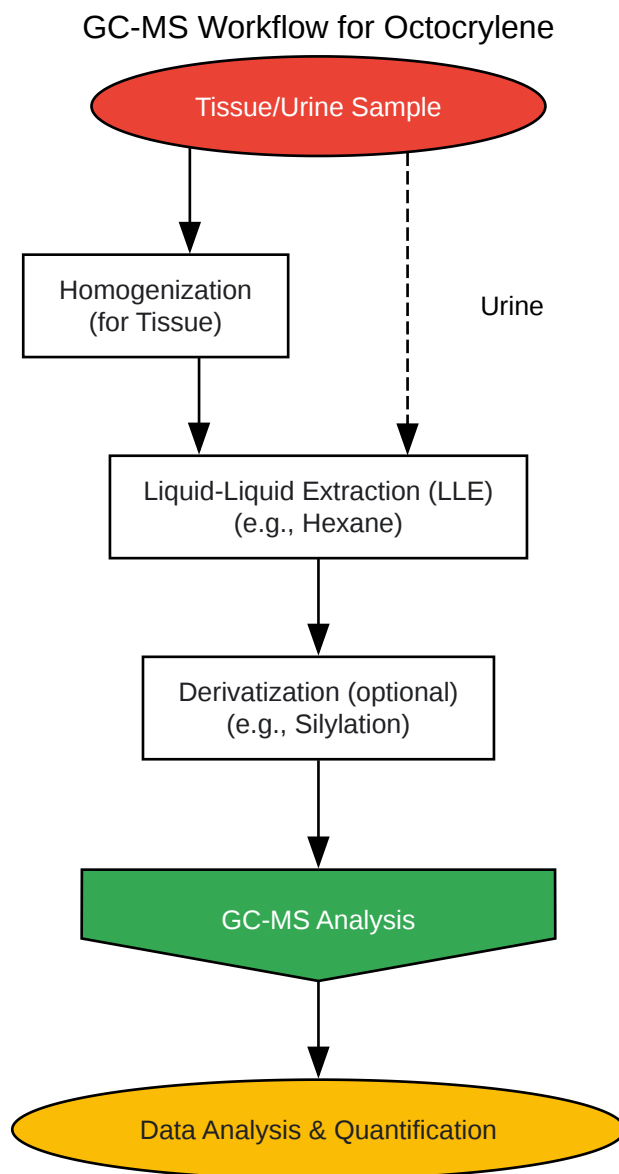 GC-MS Workflow for Octocrylene
Tissue/Urine Sample
Homogenization
(for Tissue)
Urine
Liquid-Liquid Extraction (LLE)
(e.g., Hexane)
Derivatization (optional)
(e.g., Silylation)
GC-MS Analysis
Data Analysis & Quantification